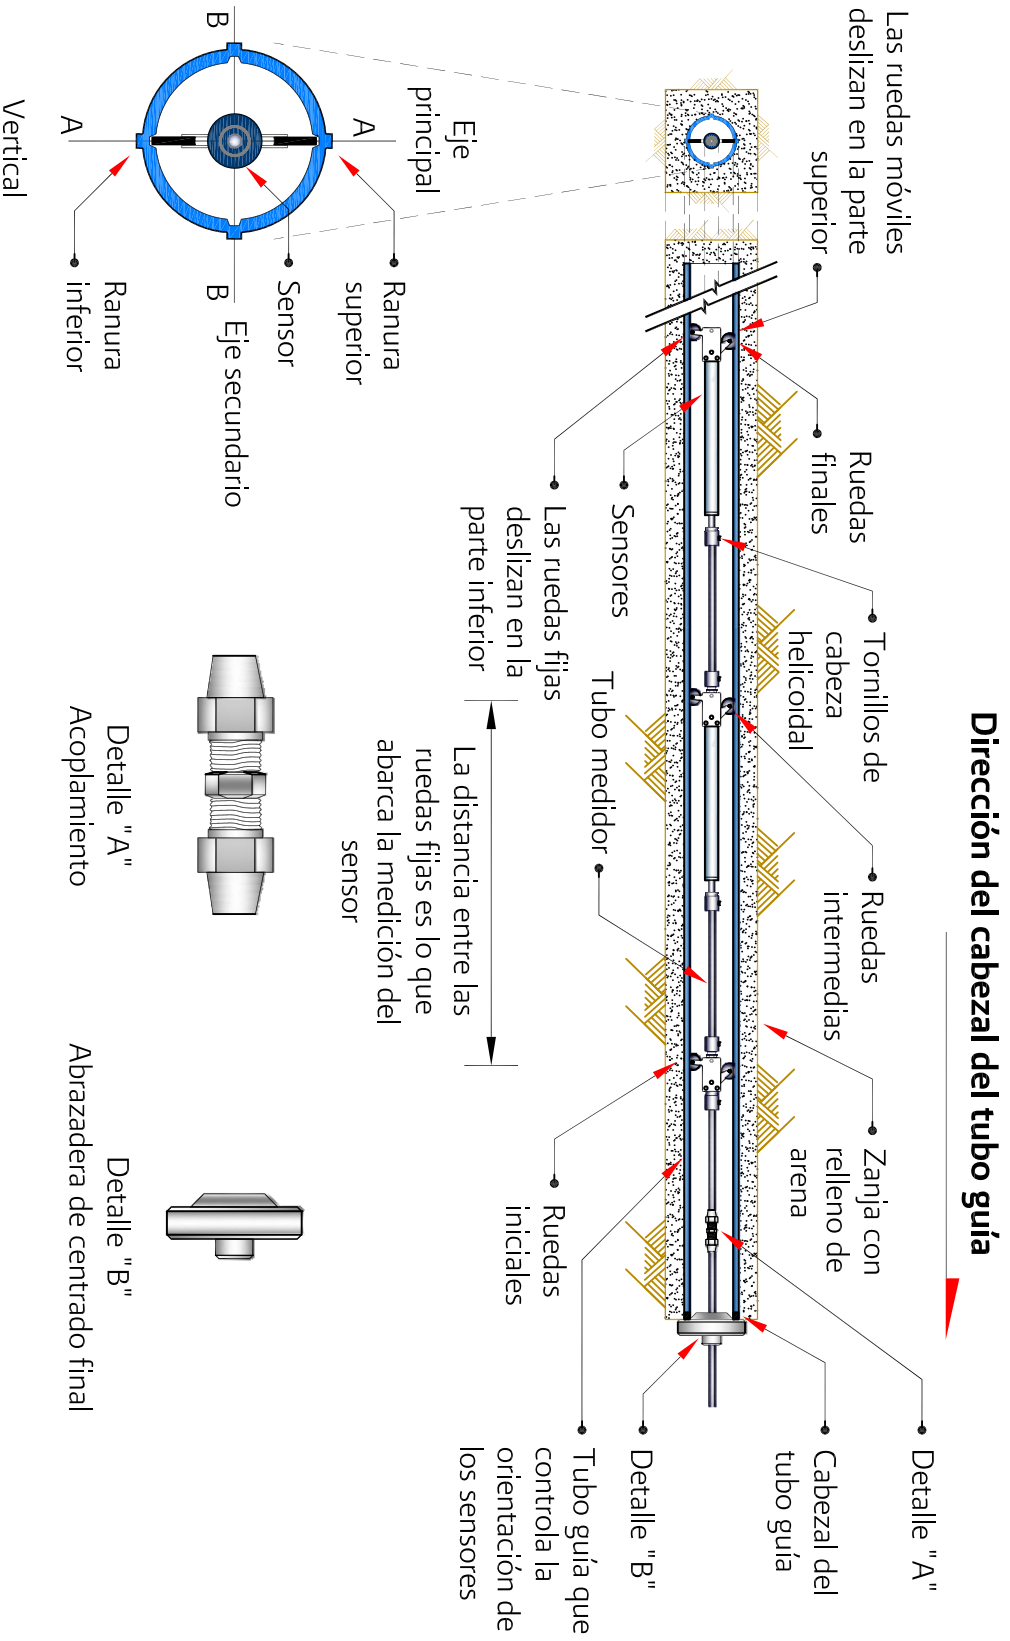 Dirección del cabezal del tubo guía
Las ruedas móviles
deslizan en la parte
superior
Ruedas
finales
Tornillos de
cabeza
helicoidal
Ruedas
intermedias
Zanja con
relleno de
arena
Detalle "A"
Cabezal del
tubo guía
Detalle "B"
Tubo guía que
controla la
orientación de
los sensores
Ruedas
iniciales
Tubo medidor
Sensores
Las ruedas fijas
deslizan en la
parte inferior
La distancia entre las
ruedas fijas es lo que
abarca la medición del
sensor
Eje
principal
B
A
A
B
Ranura
superior
Sensor
Eje secundario
Ranura
inferior
Vertical
Detalle "A"
Acoplamiento
Detalle "B"
Abrazadera de centrado final